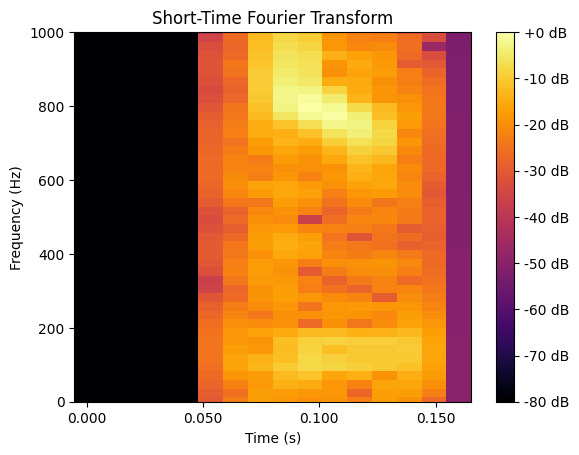 Short-Time Fourier Transform
Frequency (Hz)
1000
800
600
400
200
0
0.000
0.050
0.100
0.150
Time (s)
+0 dB
-10 dB
-20 dB
-30 dB
-40 dB
-50 dB
-60 dB
-70 dB
-80 dB